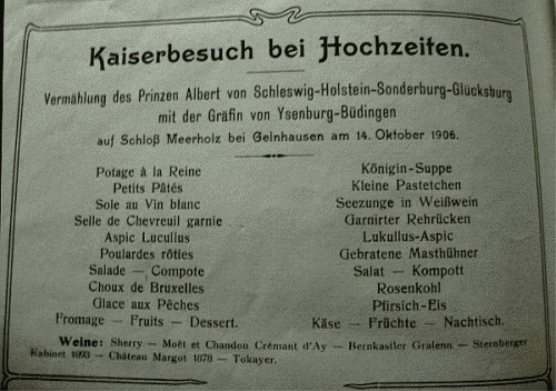 Kaiserbesuch bei Hochzeiten.
Vermählung des Prinzen Albert von Schleswig-Holstein-Sonderburg-Glücksburg
mit der Gräfin von Ysenburg-Büdingen
auf Schloß Meerholz bei Gelnhausen am 14. Oktober 1906.
Potage à la Reine
Petits Pâtés
Sole au Vin blanc
Selle de Chevreuil garnie
Aspic Lucullus
Poulardes rôties
Salade — Compote
Choux de Bruxelles
Glace aux Pêches
Fromage — Fruits — Dessert.
Königin-Suppe
Kleine Pastetchen
Seezunge in Weißwein
Garnirter Rehrücken
Lukullus-Aspic
Gebratene Masthühner
Salat — Kompott
Rosenkohl
Pfirsich-Eis
Käse — Früchte — Nachtisch.
Weine: Sherry — Moët et Chandon Crémant d'Ay — Bernkastler Gralenn — Sternberger
Kabinet 1893 — Château Margot 1878 — Tokayer.